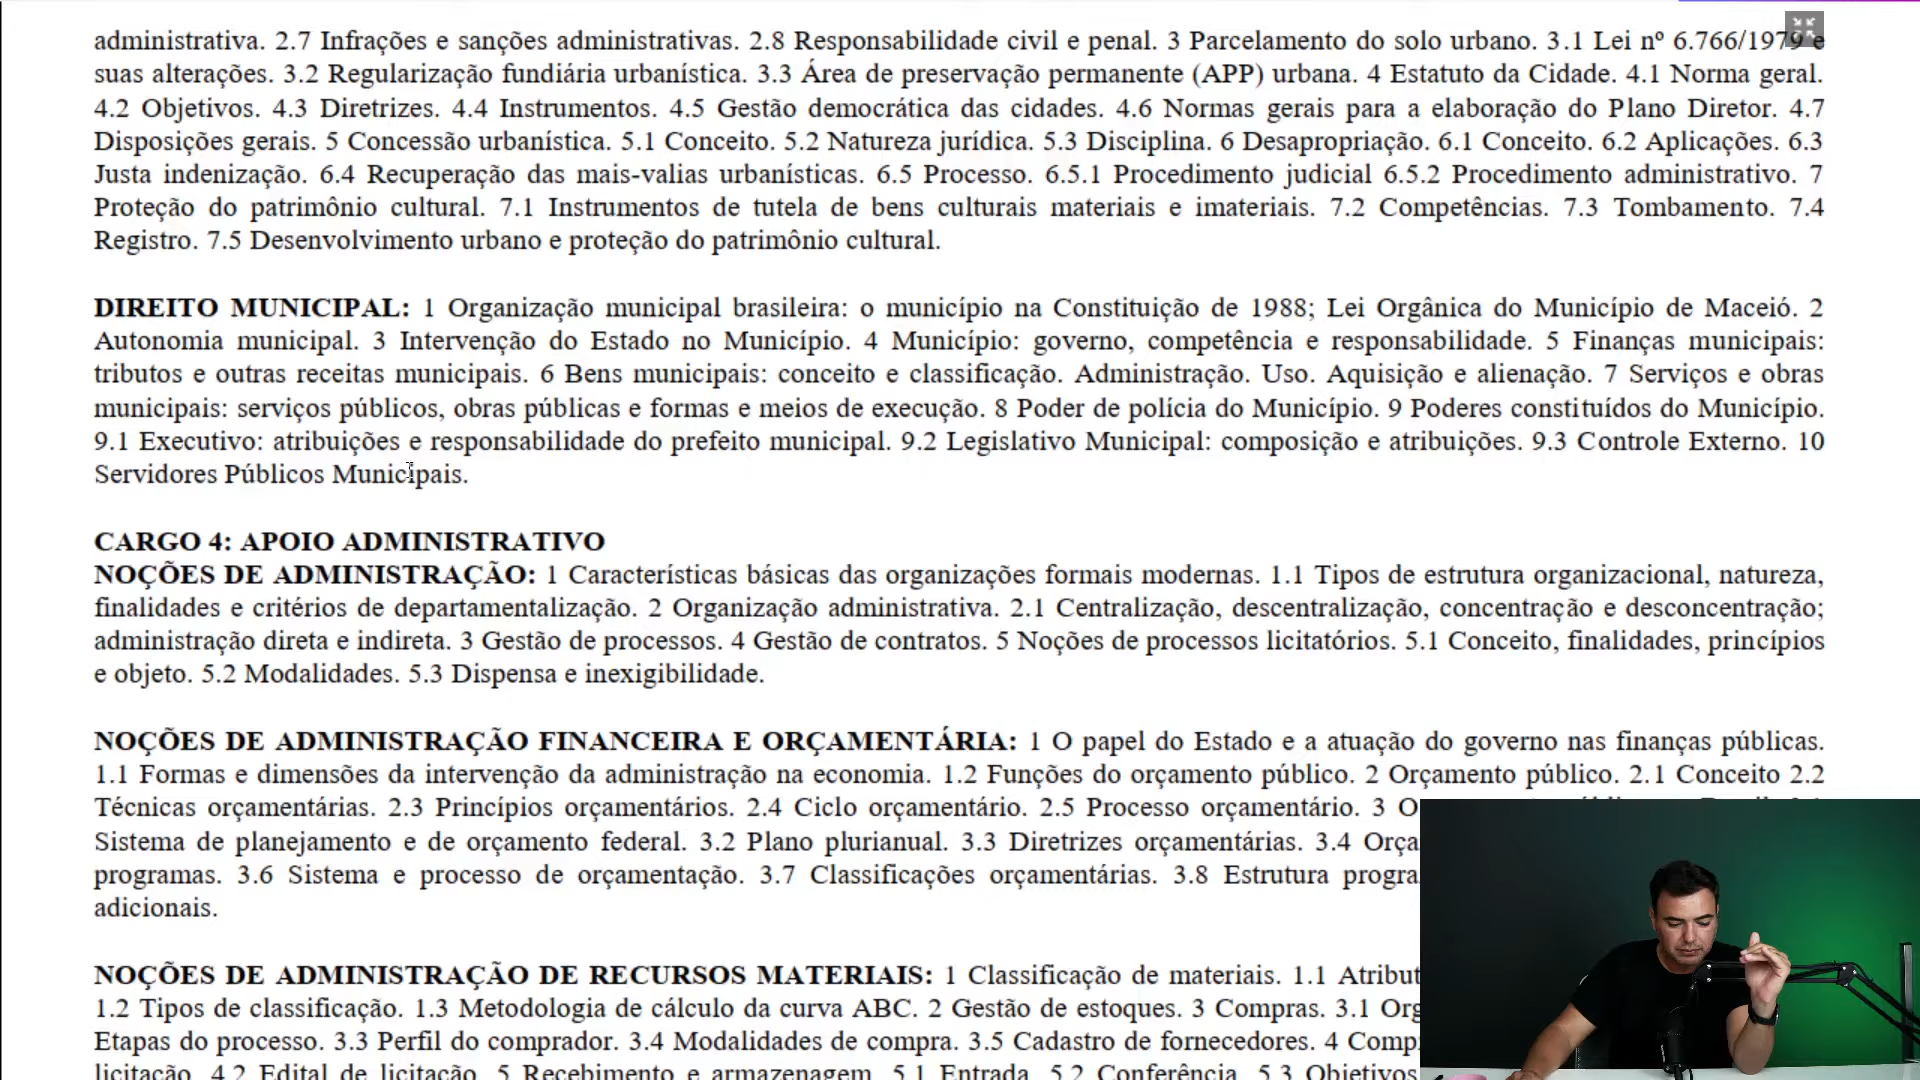 administrativa. 2.7 Infrações e sanções administrativas. 2.8 Responsabilidade civil e penal. 3 Parcelamento do solo urbano. 3.1 Lei nº 6.766/1979 e
suas alterações. 3.2 Regularização fundiária urbanística. 3.3 Área de preservação permanente (APP) urbana. 4 Estatuto da Cidade. 4.1 Norma geral.
4.2 Objetivos. 4.3 Diretrizes. 4.4 Instrumentos. 4.5 Gestão democrática das cidades. 4.6 Normas gerais para a elaboração do Plano Diretor. 4.7
Disposições gerais. 5 Concessão urbanística. 5.1 Conceito. 5.2 Natureza jurídica. 5.3 Disciplina. 6 Desapropriação. 6.1 Conceito. 6.2 Aplicações. 6.3
Justa indenização. 6.4 Recuperação das mais-valias urbanísticas. 6.5 Processo. 6.5.1 Procedimento judicial 6.5.2 Procedimento administrativo. 7
Proteção do patrimônio cultural. 7.1 Instrumentos de tutela de bens culturais materiais e imateriais. 7.2 Competências. 7.3 Tombamento. 7.4
Registro. 7.5 Desenvolvimento urbano e proteção do patrimônio cultural.
DIREITO MUNICIPAL: 1 Organização municipal brasileira: o município na Constituição de 1988; Lei Orgânica do Município de Maceió. 2
Autonomia municipal. 3 Intervenção do Estado no Município. 4 Município: governo, competência e responsabilidade. 5 Finanças municipais:
tributos e outras receitas municipais. 6 Bens municipais: conceito e classificação. Administração. Uso. Aquisição e alienação. 7 Serviços e obras
municipais: serviços públicos, obras públicas e formas e meios de execução. 8 Poder de polícia do Município. 9 Poderes constituídos do Município.
9.1 Executivo: atribuições e responsabilidade do prefeito municipal. 9.2 Legislativo Municipal: composição e atribuições. 9.3 Controle Externo. 10
Servidores Públicos Municipais.
CARGO 4: APOIO ADMINISTRATIVO
NOÇÕES DE ADMINISTRAÇÃO: 1 Características básicas das organizações formais modernas. 1.1 Tipos de estrutura organizacional, natureza,
finalidades e critérios de departamentalização. 2 Organização administrativa. 2.1 Centralização, descentralização, concentração e desconcentração;
administração direta e indireta. 3 Gestão de processos. 4 Gestão de contratos. 5 Noções de processos licitatórios. 5.1 Conceito, finalidades, princípios
e objeto. 5.2 Modalidades. 5.3 Dispensa e inexigibilidade.
NOÇÕES DE ADMINISTRAÇÃO FINANCEIRA E ORÇAMENTÁRIA: 1 O papel do Estado e a atuação do governo nas finanças públicas.
1.1 Formas e dimensões da intervenção da administração na economia. 1.2 Funções do orçamento público. 2 Orçamento público. 2.1 Conceito 2.2
Técnicas orçamentárias. 2.3 Princípios orçamentários. 2.4 Ciclo orçamentário. 2.5 Processo orçamentário. 3 O
Sistema de planejamento e de orçamento federal. 3.2 Plano plurianual. 3.3 Diretrizes orçamentárias. 3.4 Orça
programas. 3.6 Sistema e processo de orçamentação. 3.7 Classificações orçamentárias. 3.8 Estrutura progra
adicionais.
NOÇÕES DE ADMINISTRAÇÃO DE RECURSOS MATERIAIS: 1 Classificação de materiais. 1.1 Atribut
1.2 Tipos de classificação. 1.3 Metodologia de cálculo da curva ABC. 2 Gestão de estoques. 3 Compras. 3.1 Org
Etapas do processo. 3.3 Perfil do comprador. 3.4 Modalidades de compra. 3.5 Cadastro de fornecedores. 4 Comp
licitação. 4.2 Edital de licitação. 5 Recebimento e armazenagem. 5.1 Entrada. 5.2 Conferência. 5.3 Objetivos